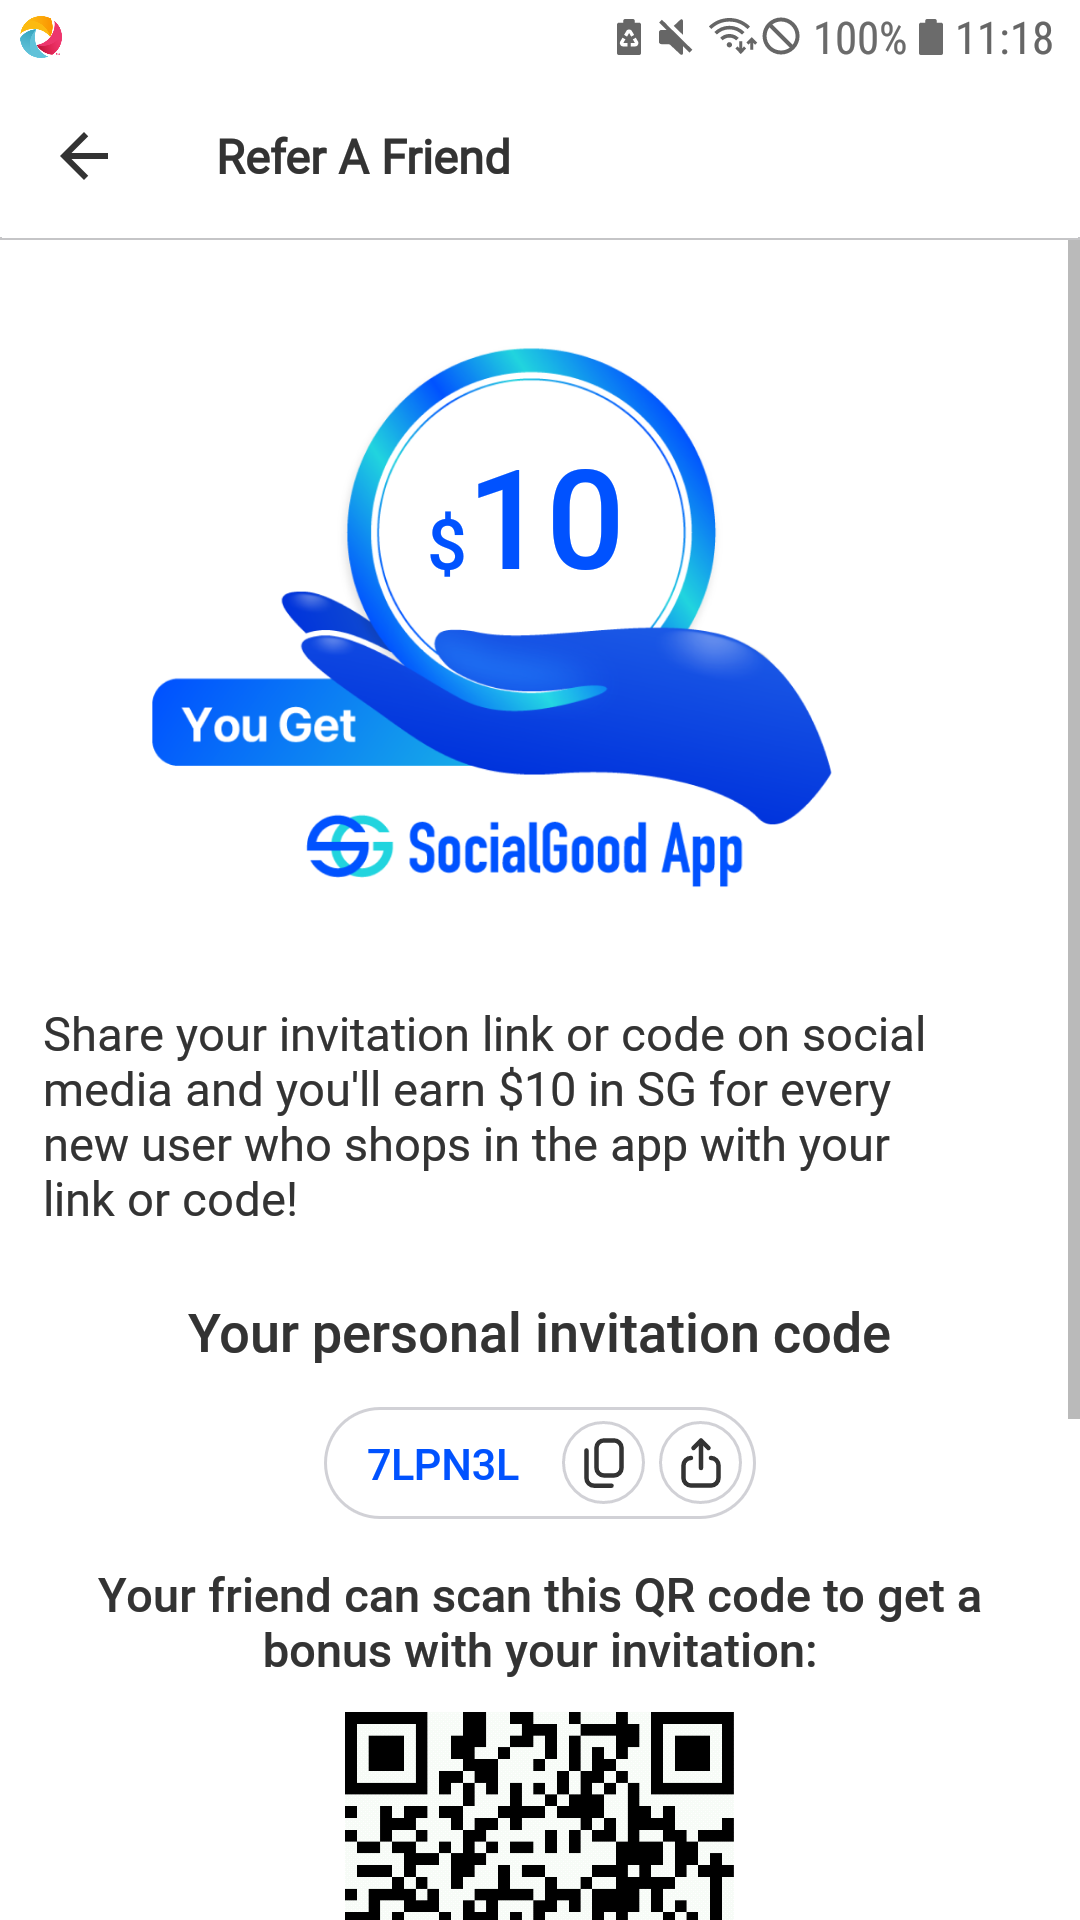 100% 11:18
Refer A Friend
$10
You Get
SG SocialGood App
Share your invitation link or code on social
media and you'll earn $10 in SG for every
new user who shops in the app with your
link or code!
Your personal invitation code
7LPN3L
Your friend can scan this QR code to get a
bonus with your invitation: